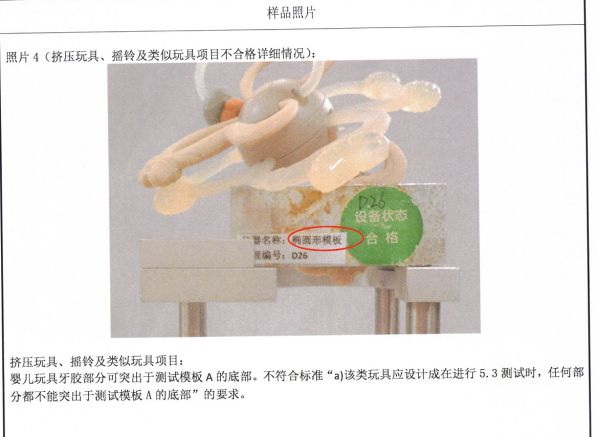 样品照片
照片 4（挤压玩具、摇铃及类似玩具项目不合格详细情况）：
D26
设备状态
合格
器名称：椭圆形模板
编号：D26
挤压玩具、摇铃及类似玩具项目：
婴儿玩具牙胶部分可突出于测试模板 A 的底部。不符合标准“a)该类玩具应设计成在进行 5.3 测试时，任何部
分都不能突出于测试模板 A 的底部”的要求。